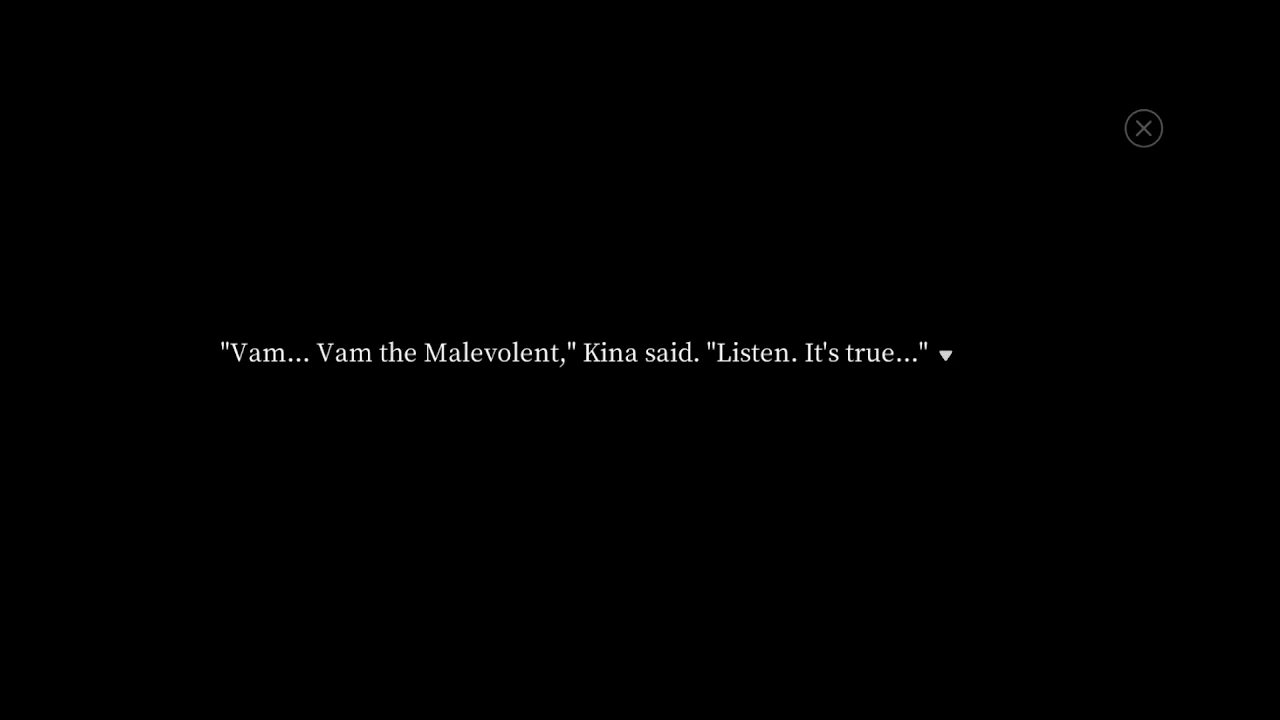 "Vam... Vam the Malevolent," Kina said. "Listen. It's true..."